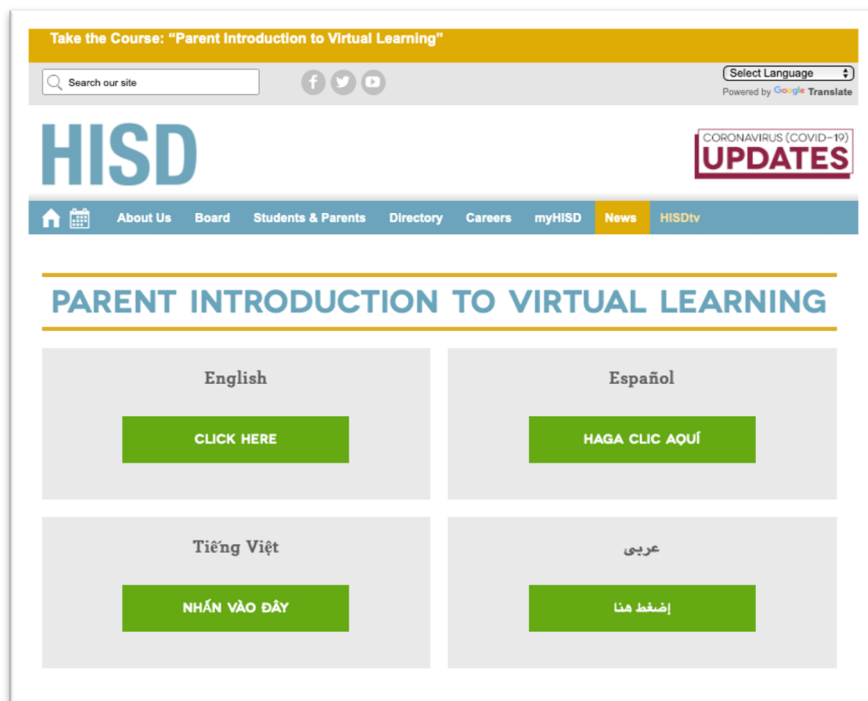 Take the Course: “Parent Introduction to Virtual Learning”
Search our site
Select Language
Powered by Google Translate
HISD
CORONAVIRUS (COVID-19)
UPDATES
About Us Board Students & Parents Directory Careers myHISD News HISDtv
PARENT INTRODUCTION TO VIRTUAL LEARNING
English
CLICK HERE
Español
HAGA CLIC AQUÍ
Tiếng Việt
NHẤN VÀO ĐÂY
عربى
إضغط هنا